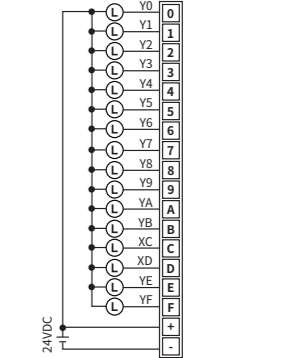 L Y0 0
L Y1 1
L Y2 2
L Y3 3
L Y4 4
L Y5 5
L Y6 6
L Y7 7
L Y8 8
L Y9 9
L YA A
L YB B
L XC C
L XD D
L YE E
L YF F
+
-
24VDC